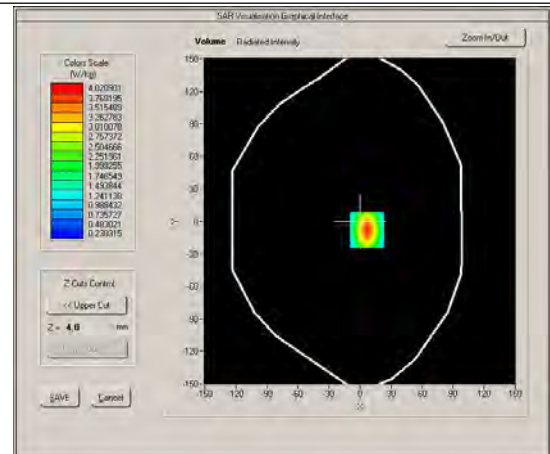 SAR Visualisation Graphical Interface
Volume Radiated Intensity
Zoom In/Out
Colors Scale
(W/kg)
4.020901
3.768195
3.515489
3.262783
3.010078
2.757372
2.504666
2.251961
1.999255
1.746549
1.493844
1.241138
0.988432
0.735727
0.483021
0.230315
150
120
90
60
30
0
-30
-60
-90
-120
-150
Y
-150 -120 -90 -60 -30 0 30 60 90 120 150
X
Z Cuts Control
<< Upper Cut
Z = 4.0 mm
SAVE
Cancel